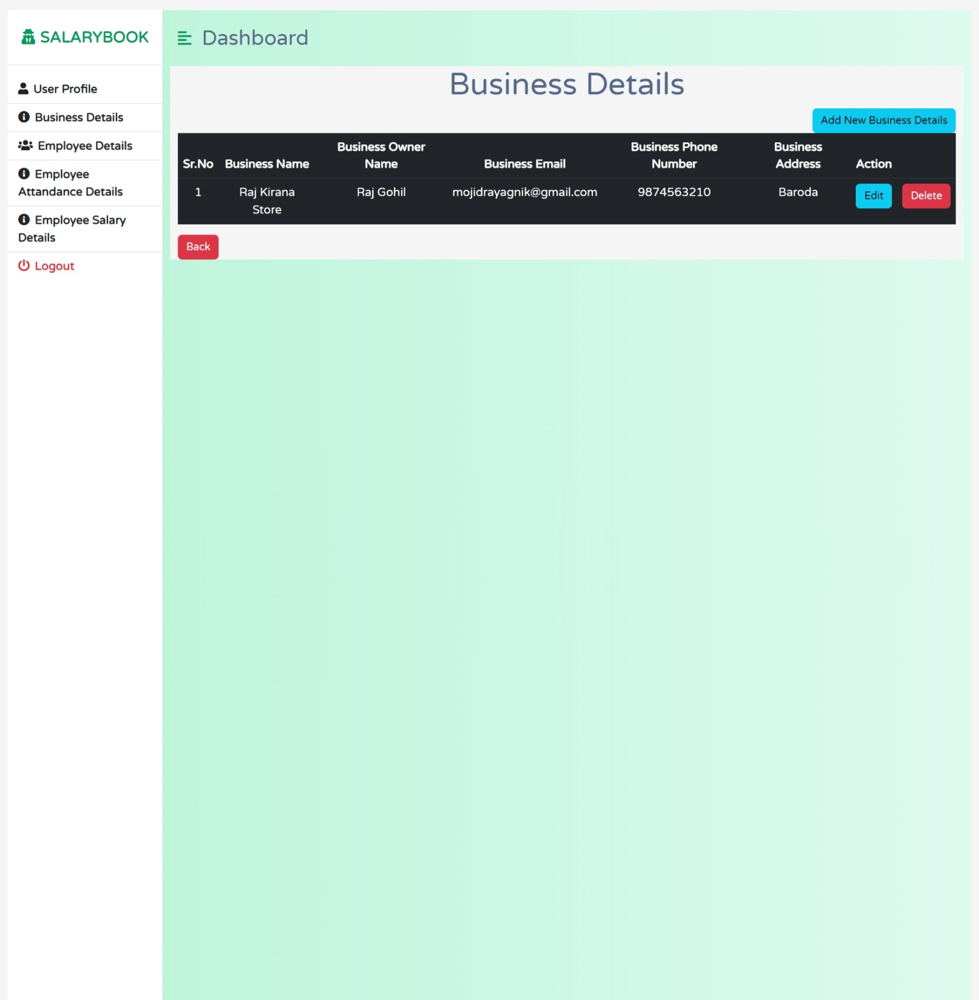 SALARYBOOK
User Profile
Business Details
Employee Details
Employee
Attandance Details
Employee Salary
Details
Logout
Dashboard
Business Details
Add New Business Details
Sr.No Business Name Business Owner Name Business Email Business Phone Number Business Address Action
1 Raj Kirana Store Raj Gohil mojidrayagnik@gmail.com 9874563210 Baroda Edit Delete
Back